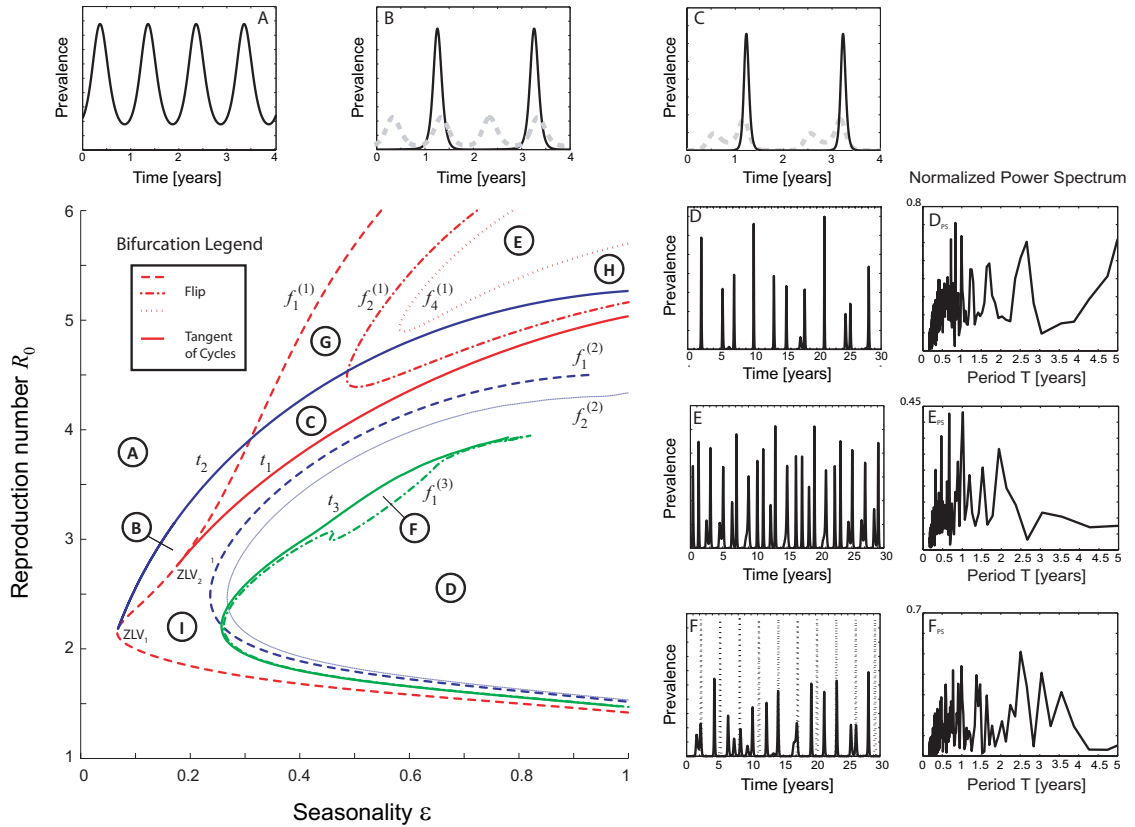 A
Prevalence
0 1 2 3 4
Time [years]
B
Prevalence
0 1 2 3 4
Time [years]
C
Prevalence
0 1 2 3 4
Time [years]
Normalized Power Spectrum
D
Prevalence
0 5 10 15 20 25 30
Time [years]
0.8
D PS
0 0.5 1 1.5 2 2.5 3 3.5 4 4.5 5
Period T [years]
E
Prevalence
0 5 10 15 20 25 30
Time [years]
0.45
E PS
0 0.5 1 1.5 2 2.5 3 3.5 4 4.5 5
Period T [years]
F
Prevalence
0 5 10 15 20 25 30
Time [years]
0.7
F PS
0 0.5 1 1.5 2 2.5 3 3.5 4 4.5 5
Period T [years]
Reproduction number R₀
6
5
4
3
2
1
Bifurcation Legend
Flip
Tangent
of Cycles
f₁⁽¹⁾
f₂⁽¹⁾
f₄⁽¹⁾
E
H
G
f₁⁽²⁾
f₂⁽²⁾
C
A
t₂
t₁
t₃
f₁⁽³⁾
B
F
ZLV₂ ¹
D
ZLV₁
I
0 0.2 0.4 0.6 0.8 1
Seasonality ε